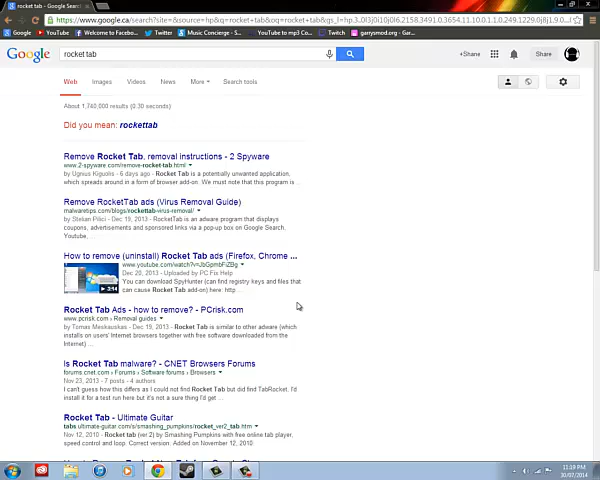 rocket tab - Google Sear
https://www.google.ca/search?site=&source=hp&q=rocket+tab&oq=rocket+tab&gs_l=hp.3..0l3j0i10j0l6.2158.3491.0.3654.11.10.0.1.0.249.1229.0j8j1.9.0...
YouTube Facebook Welcome to Facebo... Twitter Music Concierge - S... YouTube to mp3 Co... Twitch garrysmod.org - Gar...
Google rocket tab +Share Share
Web Images Videos News More Search tools
About 1,740,000 results (0.30 seconds)
Did you mean: rockettab
Remove Rocket Tab, removal instructions - 2 Spyware
www.2-spyware.com/remove-rocket-tab.html
by Ugnius Kiguolis - 6 days ago - Rocket Tab is a potentially unwanted application,
which spreads around in a form of browser add-on. We must note that this program is ...
Remove RocketTab ads (Virus Removal Guide)
malwaretips.com/blogs/rockettab-virus-removal/
by Stelian Pilici - Dec 19, 2013 - RocketTab is an adware program that displays
coupons, advertisements and sponsored links via a pop-up box on Google Search,
Youtube, ...
How to remove (uninstall) Rocket Tab ads (Firefox, Chrome ...
www.youtube.com/watch?v=JbGpmbFiZBg
Dec 20, 2013 - Uploaded by PC Fix Help
You can download SpyHunter (can find registry keys and files that
can cause Rocket Tab add-on) here: http ...
3:14
Rocket Tab Ads - how to remove? - PCrisk.com
www.pcrisk.com › Removal guides
by Tomas Meskauskas - Dec 19, 2013 - Rocket Tab is similar to other adware (which
installs on users' Internet browsers together with free software downloaded from the
Internet) ...
Is Rocket Tab malware? - CNET Browsers Forums
forums.cnet.com › Forums › Software forums › Browsers
Nov 23, 2013 - 7 posts - 4 authors
I can't guess how this differs as I could not find Rocket Tab but did find TabRocket. I'd
install it for a test run here but it's not a sure thing I'd get ...
Rocket Tab - Ultimate Guitar
tabs.ultimate-guitar.com/s/smashing_pumpkins/rocket_ver2_tab.htm
Nov 12, 2010 - Rocket tab (ver 2) by Smashing Pumpkins with free online tab player,
speed control and loop. Correct version. Added on November 12, 2010.
11:19 PM
30/07/2014